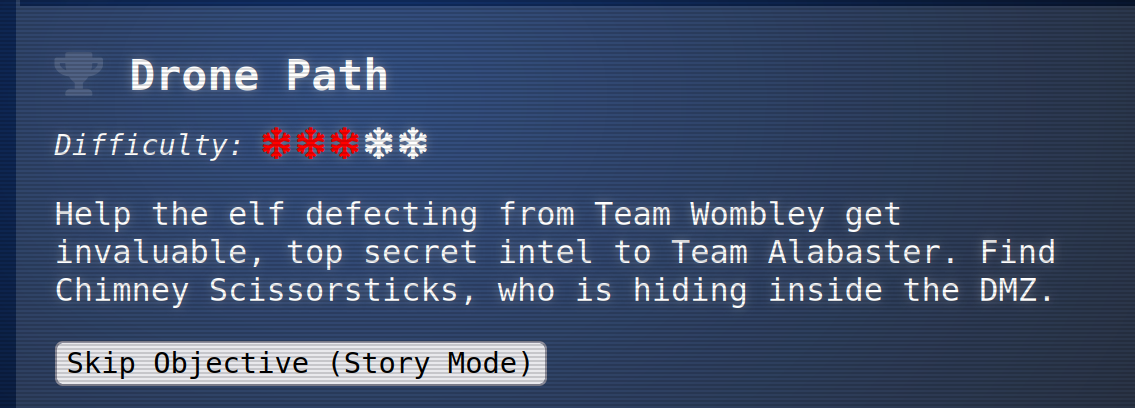 Drone Path
Difficulty:
Help the elf defecting from Team Wombley get
invaluable, top secret intel to Team Alabaster. Find
Chimney Scissorsticks, who is hiding inside the DMZ.
Skip Objective (Story Mode)